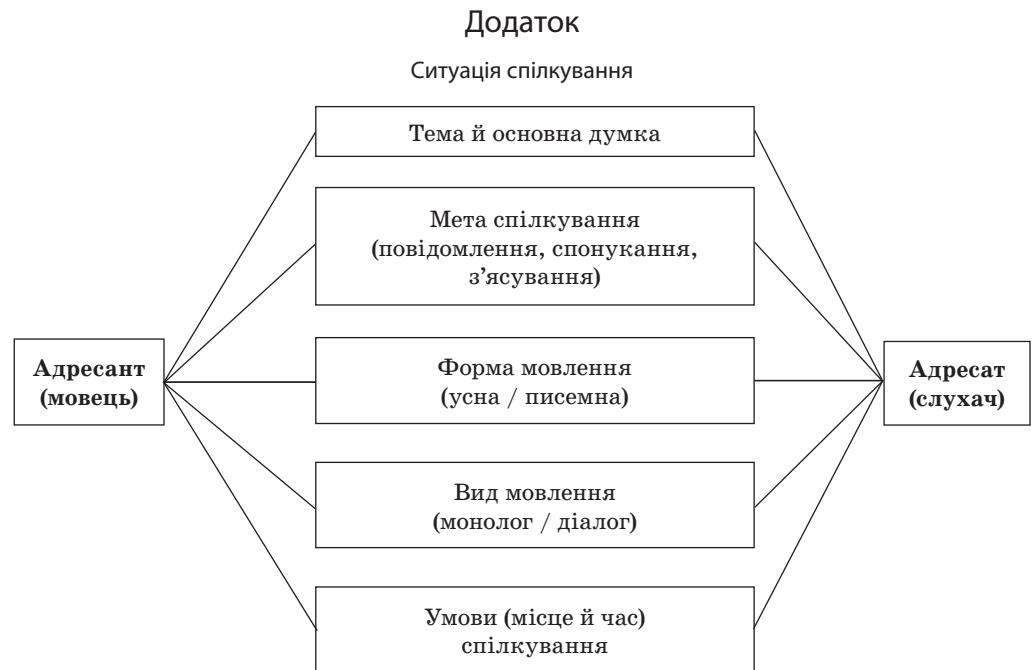 Додаток
Ситуація спілкування
Тема й основна думка
Мета спілкування
(повідомлення, спонукання,
з’ясування)
Адресант
(мовець)
Форма мовлення
(усна / писемна)
Адресат
(слухач)
Вид мовлення
(монолог / діалог)
Умови (місце й час)
спілкування